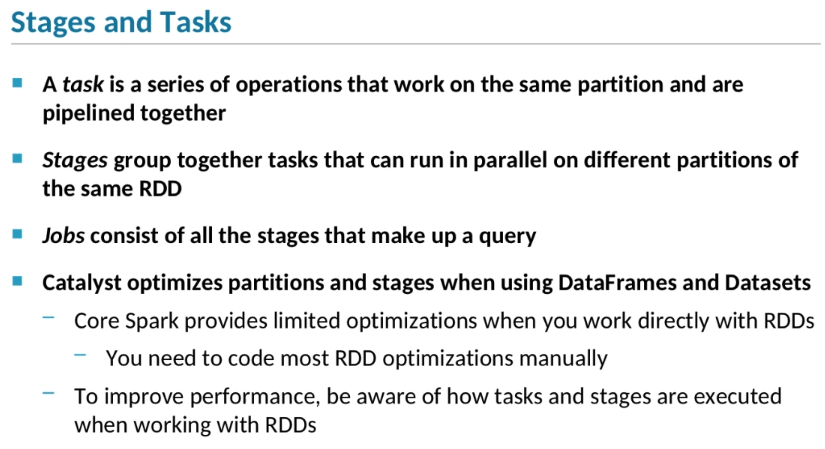 Stages and Tasks
▪ A task is a series of operations that work on the same partition and are
pipelined together
▪ Stages group together tasks that can run in parallel on different partitions of
the same RDD
▪ Jobs consist of all the stages that make up a query
▪ Catalyst optimizes partitions and stages when using DataFrames and Datasets
– Core Spark provides limited optimizations when you work directly with RDDs
– You need to code most RDD optimizations manually
– To improve performance, be aware of how tasks and stages are executed
when working with RDDs